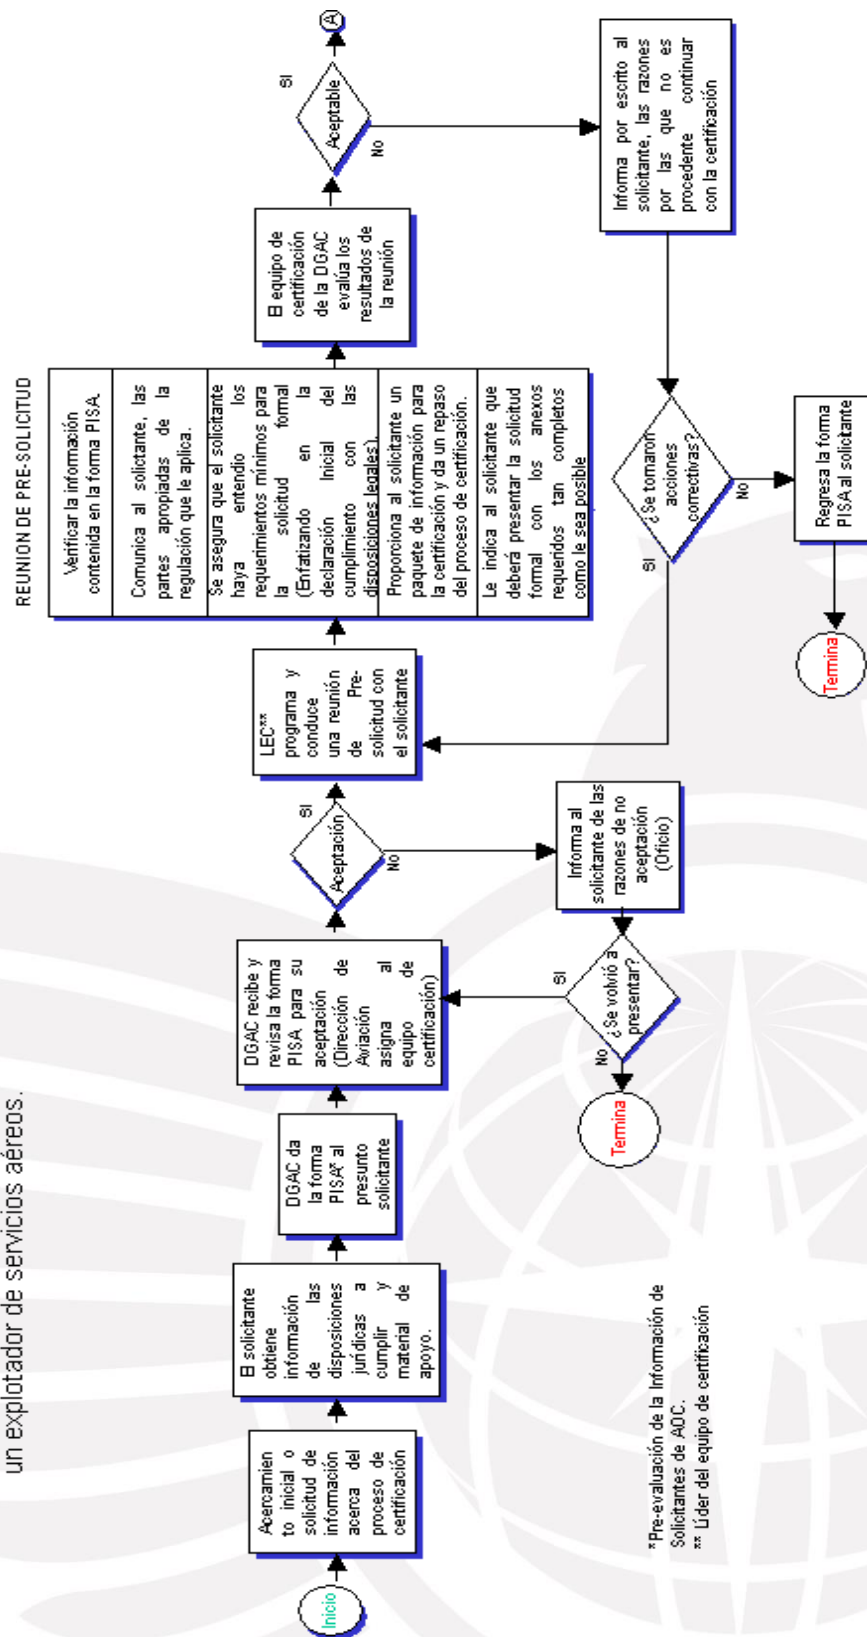 un explotador de servicios aéreos.
Inicio
Acercamien
to inicial o
solicitud de
información
acerca del
proceso de
certificación
El solicitante
obtiene
información
de las
disposiciones
jurídicas a
cumplir y
material de
apoyo.
DGAC da
la forma
PISA* al
presunto
solicitante
DGAC recibe y
revisa la forma
PISA para su
aceptación
(Dirección de
Aviación
asigna al
equipo de
certificación)
Aceptación
SI
No
Informa al
solicitante de las
razones de no
aceptación
(Oficio)
¿Se volvió a
presentar?
SI
No
Termina
LEC**
programa y
conduce
una reunión
de Pre-
solicitud con
el solicitante
REUNION DE PRE-SOLICITUD
Verificar la información
contenida en la forma PISA.
Comunica al solicitante, las
partes apropiadas de la
regulación que le aplica.
Se asegura que el solicitante
haya entendio los
requerimientos mínimos para
la solicitud formal
(Enfatizando en la
declaración Inicial del
cumplimiento con las
disposiciones legales).
Proporciona al solicitante un
paquete de información para
la certificación y da un repaso
del proceso de certificación.
Le indica al solicitante que
deberá presentar la solicitud
formal con los anexos
requeridos tan completos
como le sea posible
El equipo de
certificación
de la DGAC
evalúa los
resultados de
la reunión
Aceptable
SI
A
No
Informa por escrito al
solicitante, las razones
por las que no es
procedente continuar
con la certificación
¿Se tomaron
acciones
correctivas?
SI
No
Regresa la forma
PISA al solicitante
Termina
*Pre-evaluación de la Información de
Solicitantes de AOC.
** Líder del equipo de certificación